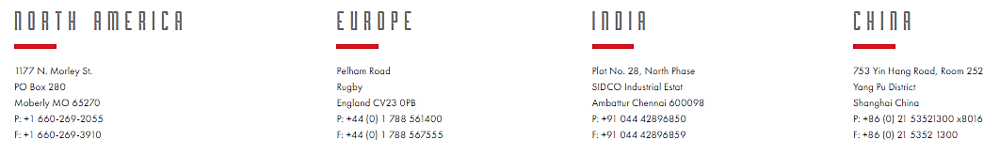 NORTH AMERICA
1177 N. Morley St.
PO Box 280
Moberly MO 65270
P: +1 660-269-2055
F: +1 660-269-3910
EUROPE
Pelham Road
Rugby
England CV23 0PB
P: +44 (0) 1 788 561400
F: +44 (0) 1 788 567555
INDIA
Plot No. 28, North Phase
SIDCO Industrial Estat
Ambattur Chennai 600098
P: +91 044 42896850
F: +91 044 42896859
CHINA
753 Yin Hang Road, Room 252
Yang Pu District
Shanghai China
P: +86 (0) 21 53521300 x8016
F: +86 (0) 21 5352 1300